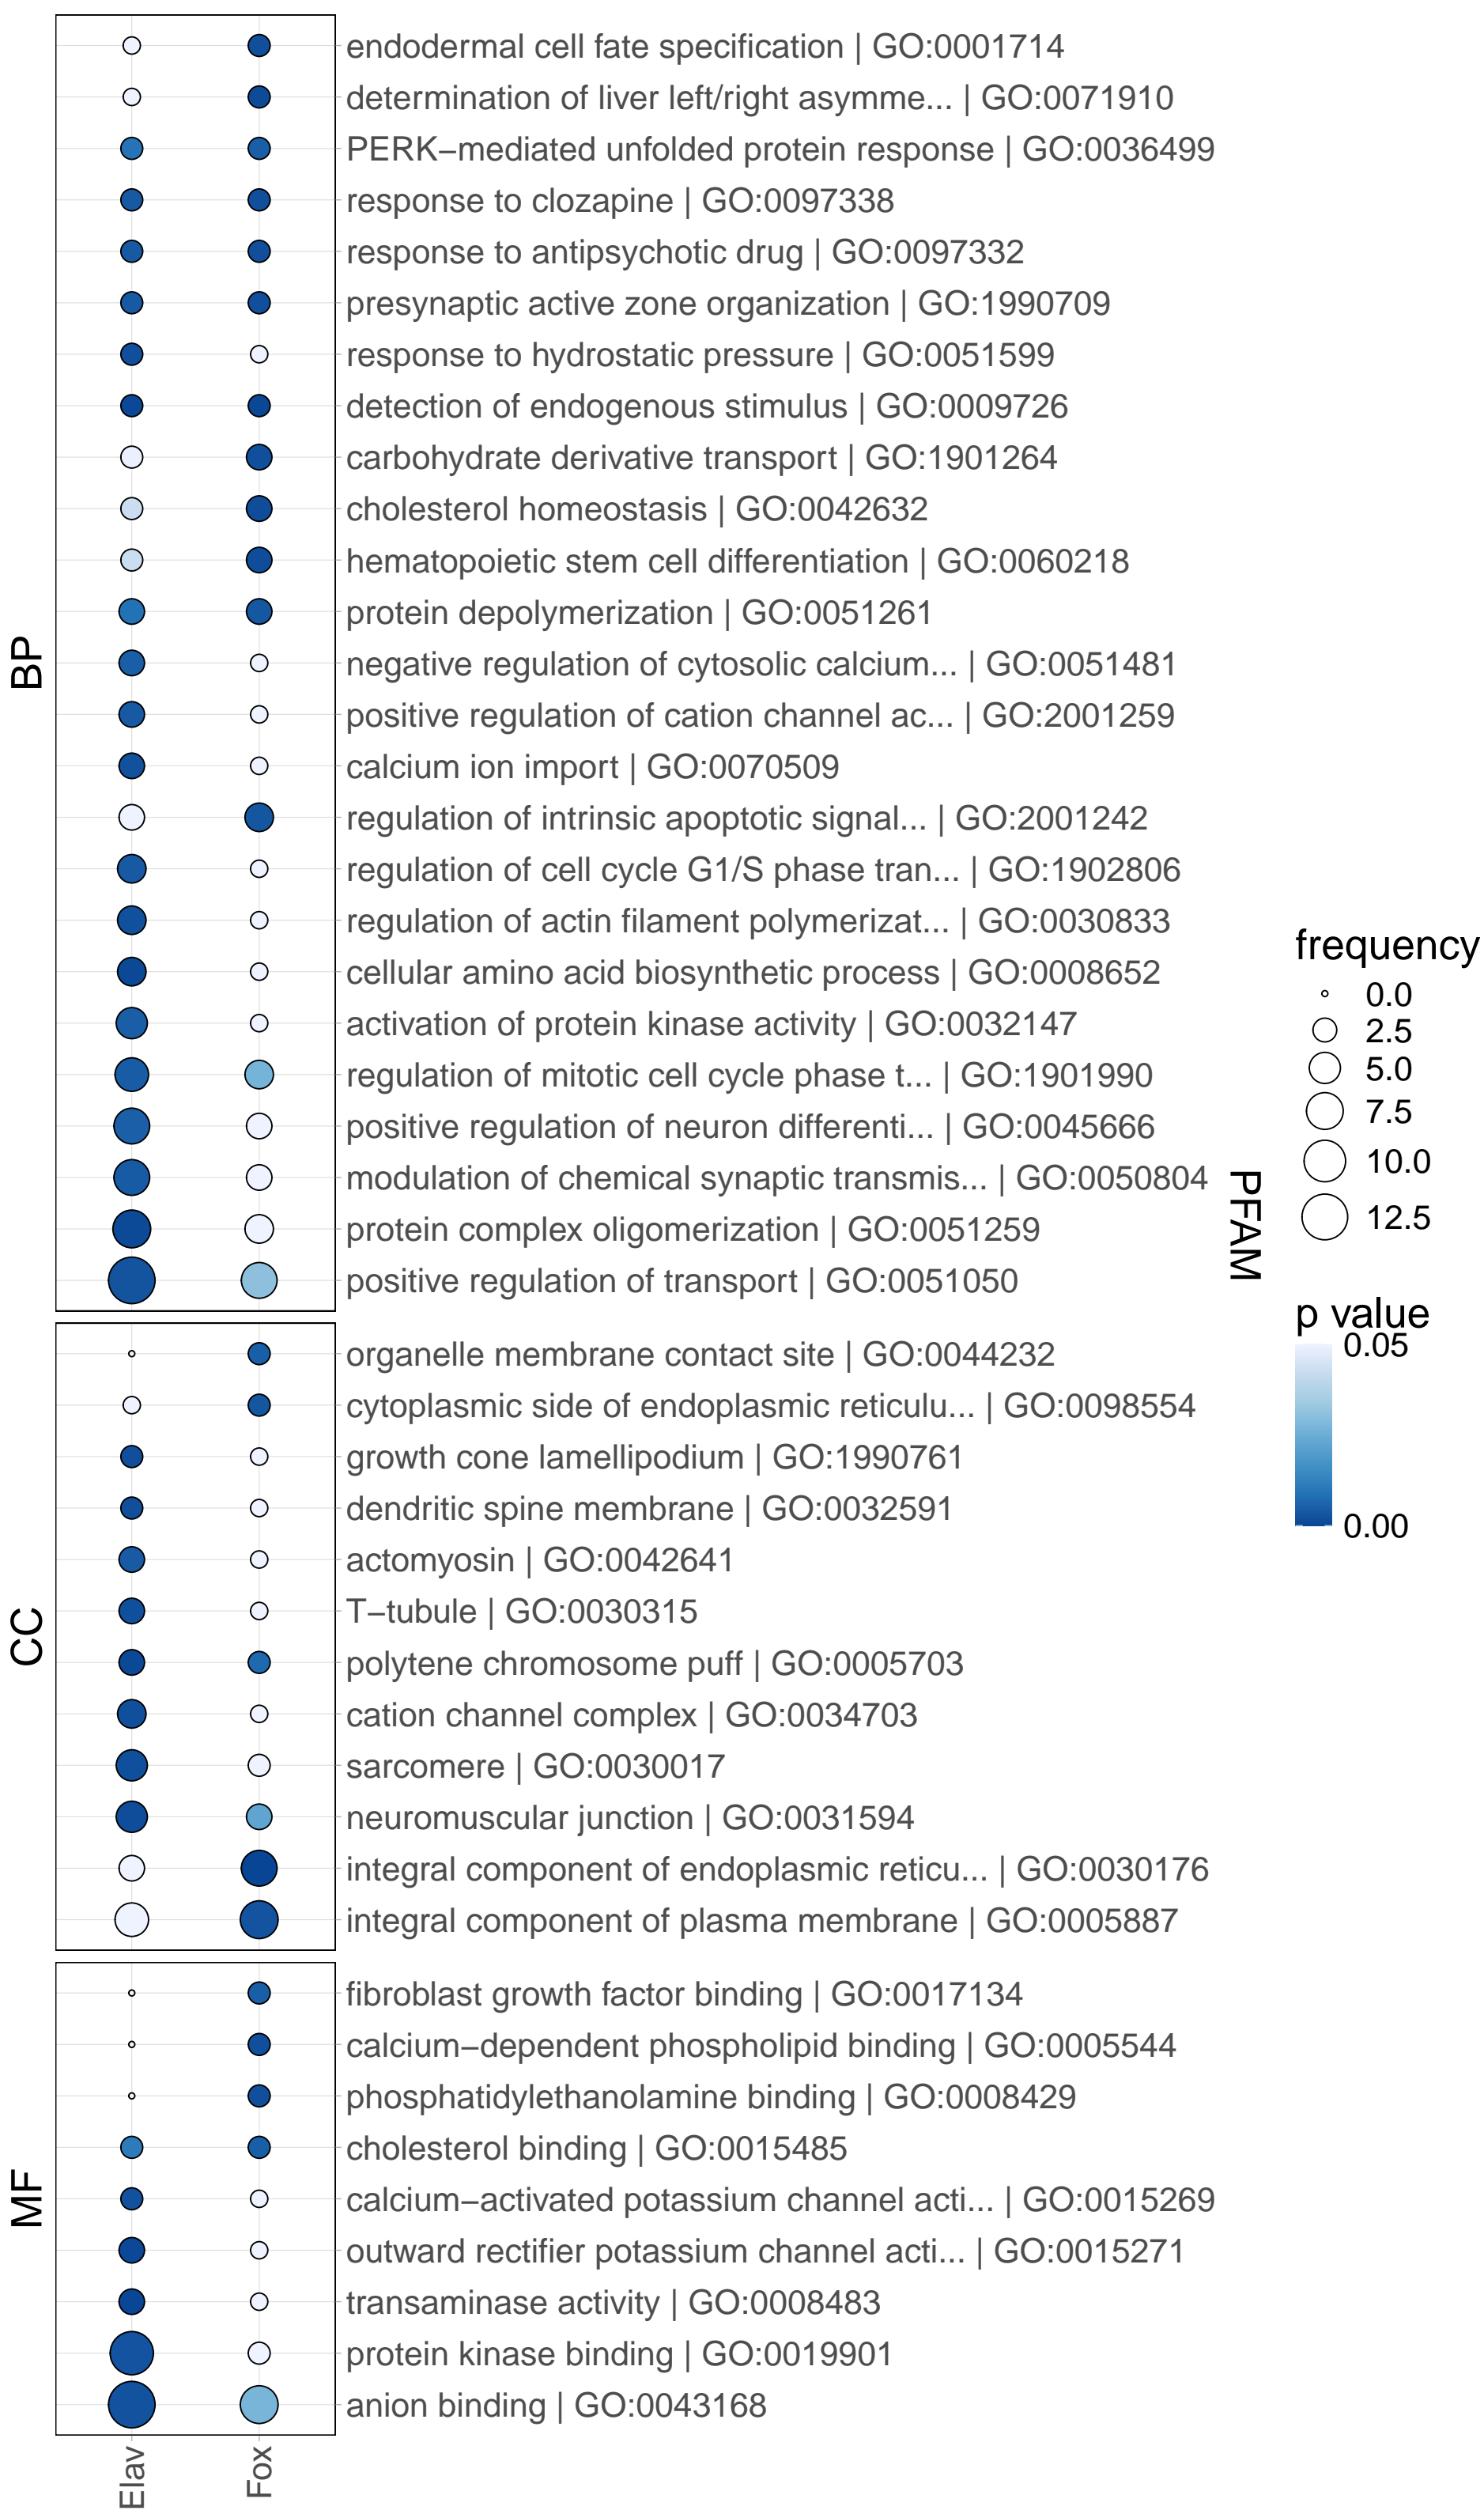 BP
endodermal cell fate specification | GO:0001714
determination of liver left/right asymme... | GO:0071910
PERK−mediated unfolded protein response | GO:0036499
response to clozapine | GO:0097338
response to antipsychotic drug | GO:0097332
presynaptic active zone organization | GO:1990709
response to hydrostatic pressure | GO:0051599
detection of endogenous stimulus | GO:0009726
carbohydrate derivative transport | GO:1901264
cholesterol homeostasis | GO:0042632
hematopoietic stem cell differentiation | GO:0060218
protein depolymerization | GO:0051261
negative regulation of cytosolic calcium... | GO:0051481
positive regulation of cation channel ac... | GO:2001259
calcium ion import | GO:0070509
regulation of intrinsic apoptotic signal... | GO:2001242
regulation of cell cycle G1/S phase tran... | GO:1902806
regulation of actin filament polymerizat... | GO:0030833
cellular amino acid biosynthetic process | GO:0008652
activation of protein kinase activity | GO:0032147
regulation of mitotic cell cycle phase t... | GO:1901990
positive regulation of neuron differenti... | GO:0045666
modulation of chemical synaptic transmis... | GO:0050804
protein complex oligomerization | GO:0051259
positive regulation of transport | GO:0051050
CC
organelle membrane contact site | GO:0044232
cytoplasmic side of endoplasmic reticulu... | GO:0098554
growth cone lamellipodium | GO:1990761
dendritic spine membrane | GO:0032591
actomyosin | GO:0042641
T−tubule | GO:0030315
polytene chromosome puff | GO:0005703
cation channel complex | GO:0034703
sarcomere | GO:0030017
neuromuscular junction | GO:0031594
integral component of endoplasmic reticu... | GO:0030176
integral component of plasma membrane | GO:0005887
MF
fibroblast growth factor binding | GO:0017134
calcium−dependent phospholipid binding | GO:0005544
phosphatidylethanolamine binding | GO:0008429
cholesterol binding | GO:0015485
calcium−activated potassium channel acti... | GO:0015269
outward rectifier potassium channel acti... | GO:0015271
transaminase activity | GO:0008483
protein kinase binding | GO:0019901
anion binding | GO:0043168
Elav
Fox
PFAM
frequency
0.0
2.5
5.0
7.5
10.0
12.5
p value
0.05
0.00